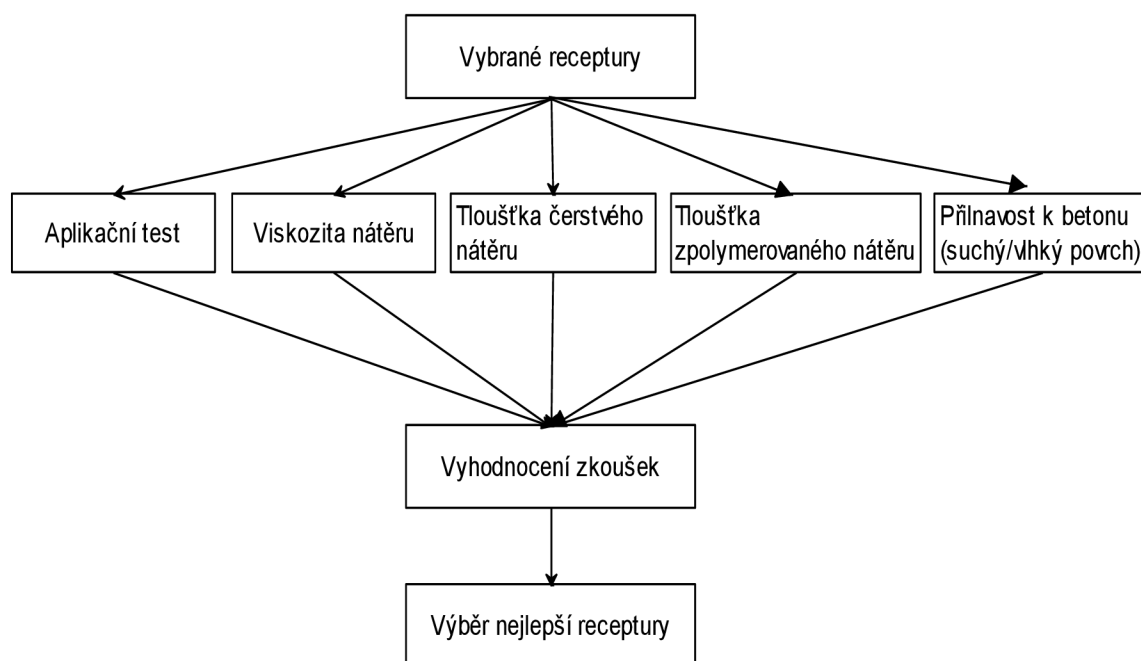 Vybrané receptury
Aplikační test
Viskozita nátěru
Tloušťka čerstvého
nátěru
Tloušťka
zpolymerovaného nátěru
Přilnavost k betonu
(suchý/vlhký povrch)
Vyhodnocení zkoušek
Výběr nejlepší receptury